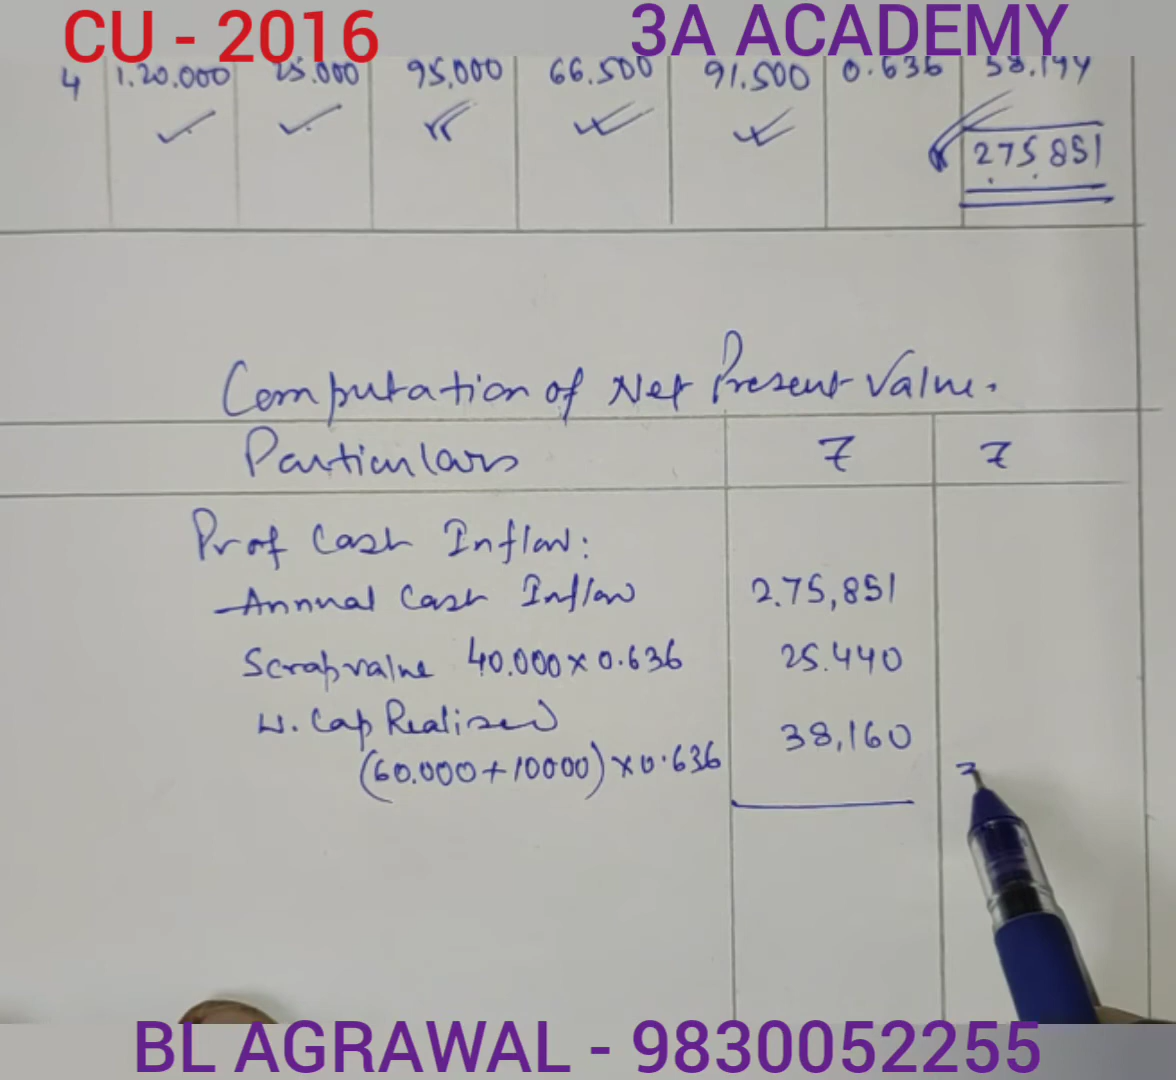 CU - 2016 3A ACADEMY
4 1.20.000 25.000 95,000 66.500 91.500 0.636 58.194
275.851
Computation of Net Present Value.
Particulars ₹ ₹
P.V of Cash Inflow:
Annual Cash Inflow 2.75,851
Scrap value 40.000 x 0.636 25.440
W. Cap Realised
(60.000+10000) x 0.636 38,160
BL AGRAWAL - 9830052255